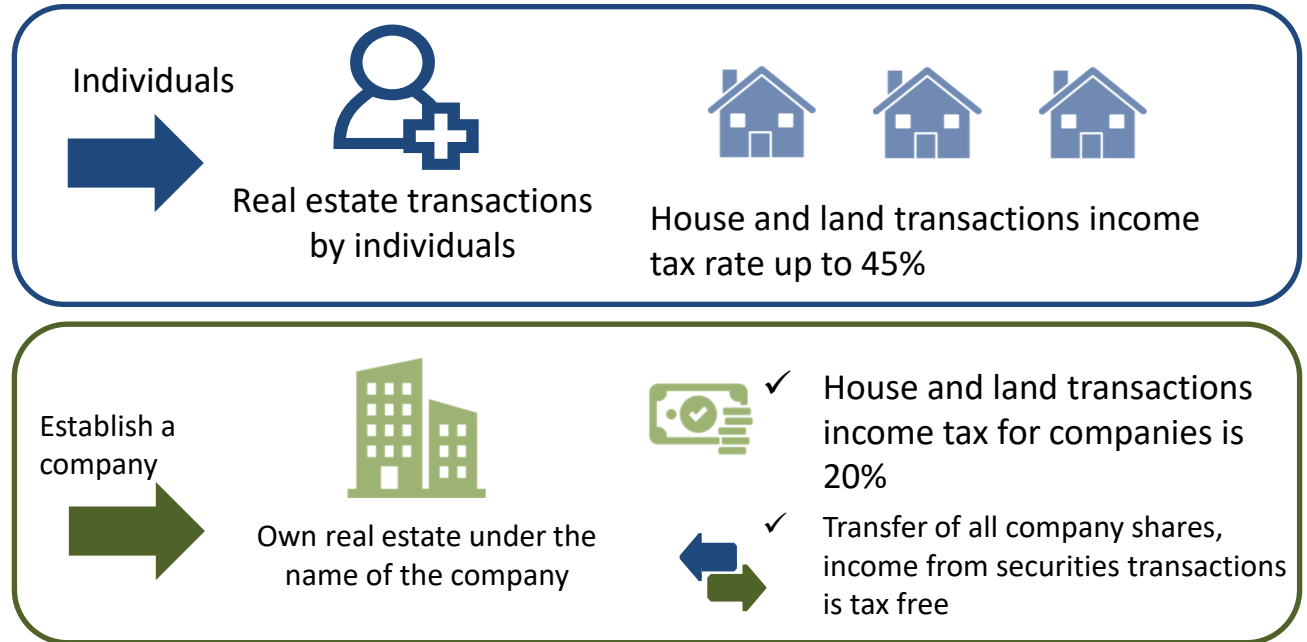 Individuals
Real estate transactions
by individuals
House and land transactions income
tax rate up to 45%
Establish a
company
Own real estate under the
name of the company
✓ House and land transactions
income tax for companies is
20%
✓ Transfer of all company shares,
income from securities transactions
is tax free